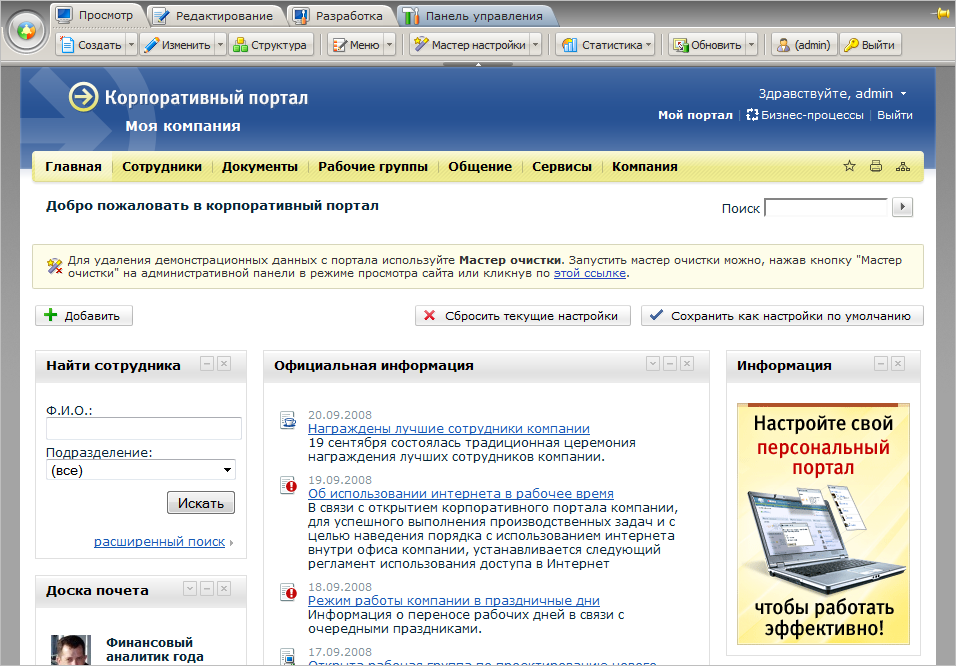 Просмотр
Редактирование
Разработка
Панель управления
Создать
Изменить
Структура
Меню
Мастер настройки
Статистика
Обновить
(admin)
Выйти
Корпоративный портал
Моя компания
Здравствуйте, admin
Мой портал
Бизнес-процессы
Выйти
Главная
Сотрудники
Документы
Рабочие группы
Общение
Сервисы
Компания
Добро пожаловать в корпоративный портал
Поиск
Для удаления демонстрационных данных с портала используйте Мастер очистки. Запустить мастер очистки можно, нажав кнопку "Мастер
очистки" на административной панели в режиме просмотра сайта или кликнув по этой ссылке.
Добавить
Сбросить текущие настройки
Сохранить как настройки по умолчанию
Найти сотрудника
Ф.И.О.:
Подразделение:
(все)
Искать
расширенный поиск
Доска почета
Финансовый
аналитик года
Официальная информация
20.09.2008
Награждены лучшие сотрудники компании
19 сентября состоялась традиционная церемония
награждения лучших сотрудников компании.
19.09.2008
Об использовании интернета в рабочее время
В связи с открытием корпоративного портала компании,
для успешного выполнения производственных задач и с
целью наведения порядка с использованием интернета
внутри офиса компании, устанавливается следующий
регламент использования доступа в Интернет
18.09.2008
Режим работы компании в праздничные дни
Информация о переносе рабочих дней в связи с
очередными праздниками.
17.09.2008
Открыта рабочая группа по проектированию нового
Информация
Настройте свой
персональный
портал
чтобы работать
эффективно!